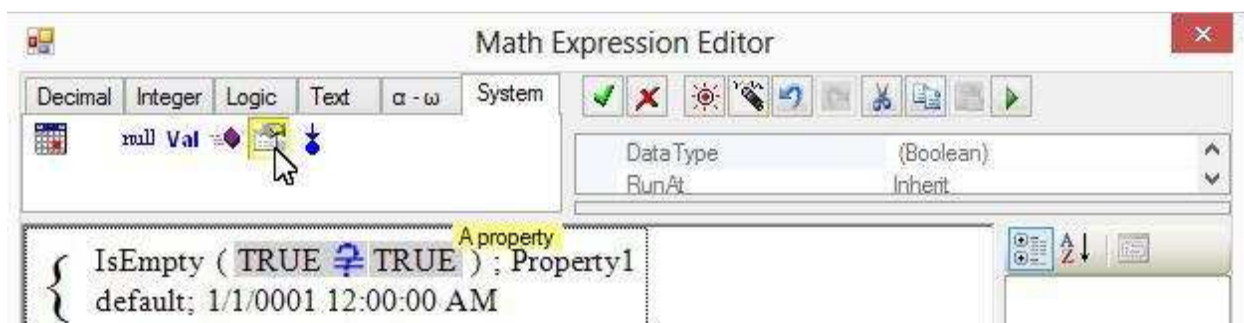 Math Expression Editor
Decimal Integer Logic Text α - ω System
null Val
DataType (Boolean)
RunAt Inherit
A property
IsEmpty ( TRUE ? TRUE ) ; Property1
default; 1/1/0001 12:00:00 AM